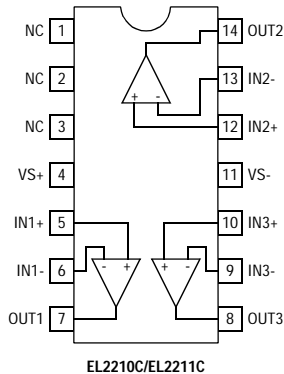 NC 1 14 OUT2
NC 2 13 IN2-
+ -
NC 3 12 IN2+
VS+ 4 11 VS-
IN1+ 5 10 IN3+
- + + -
IN1- 6 9 IN3-
OUT1 7 8 OUT3
EL2210C/EL2211C